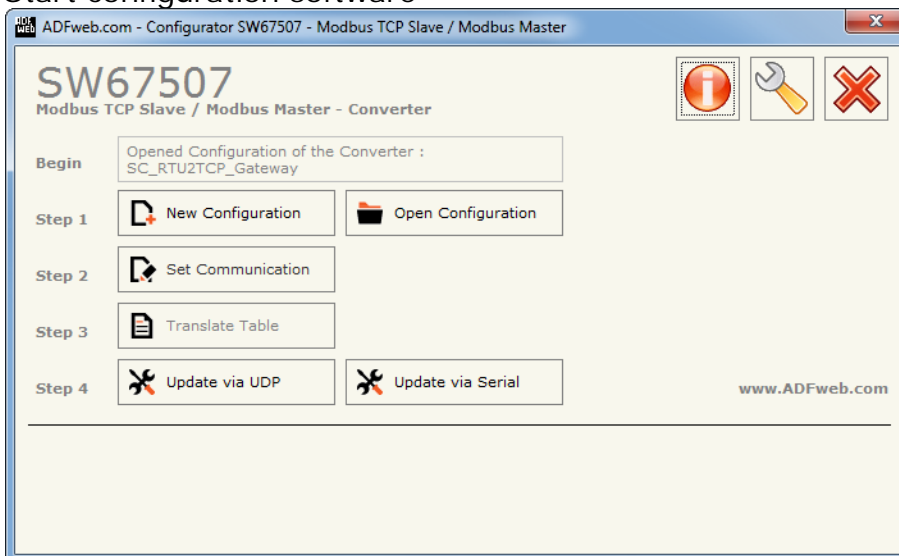 Start configuration software
ADFweb.com - Configurator SW67507 - Modbus TCP Slave / Modbus Master
SW67507
Modbus TCP Slave / Modbus Master - Converter
Begin
Opened Configuration of the Converter :
SC_RTU2TCP_Gateway
Step 1
New Configuration
Open Configuration
Step 2
Set Communication
Step 3
Translate Table
Step 4
Update via UDP
Update via Serial
www.ADFweb.com